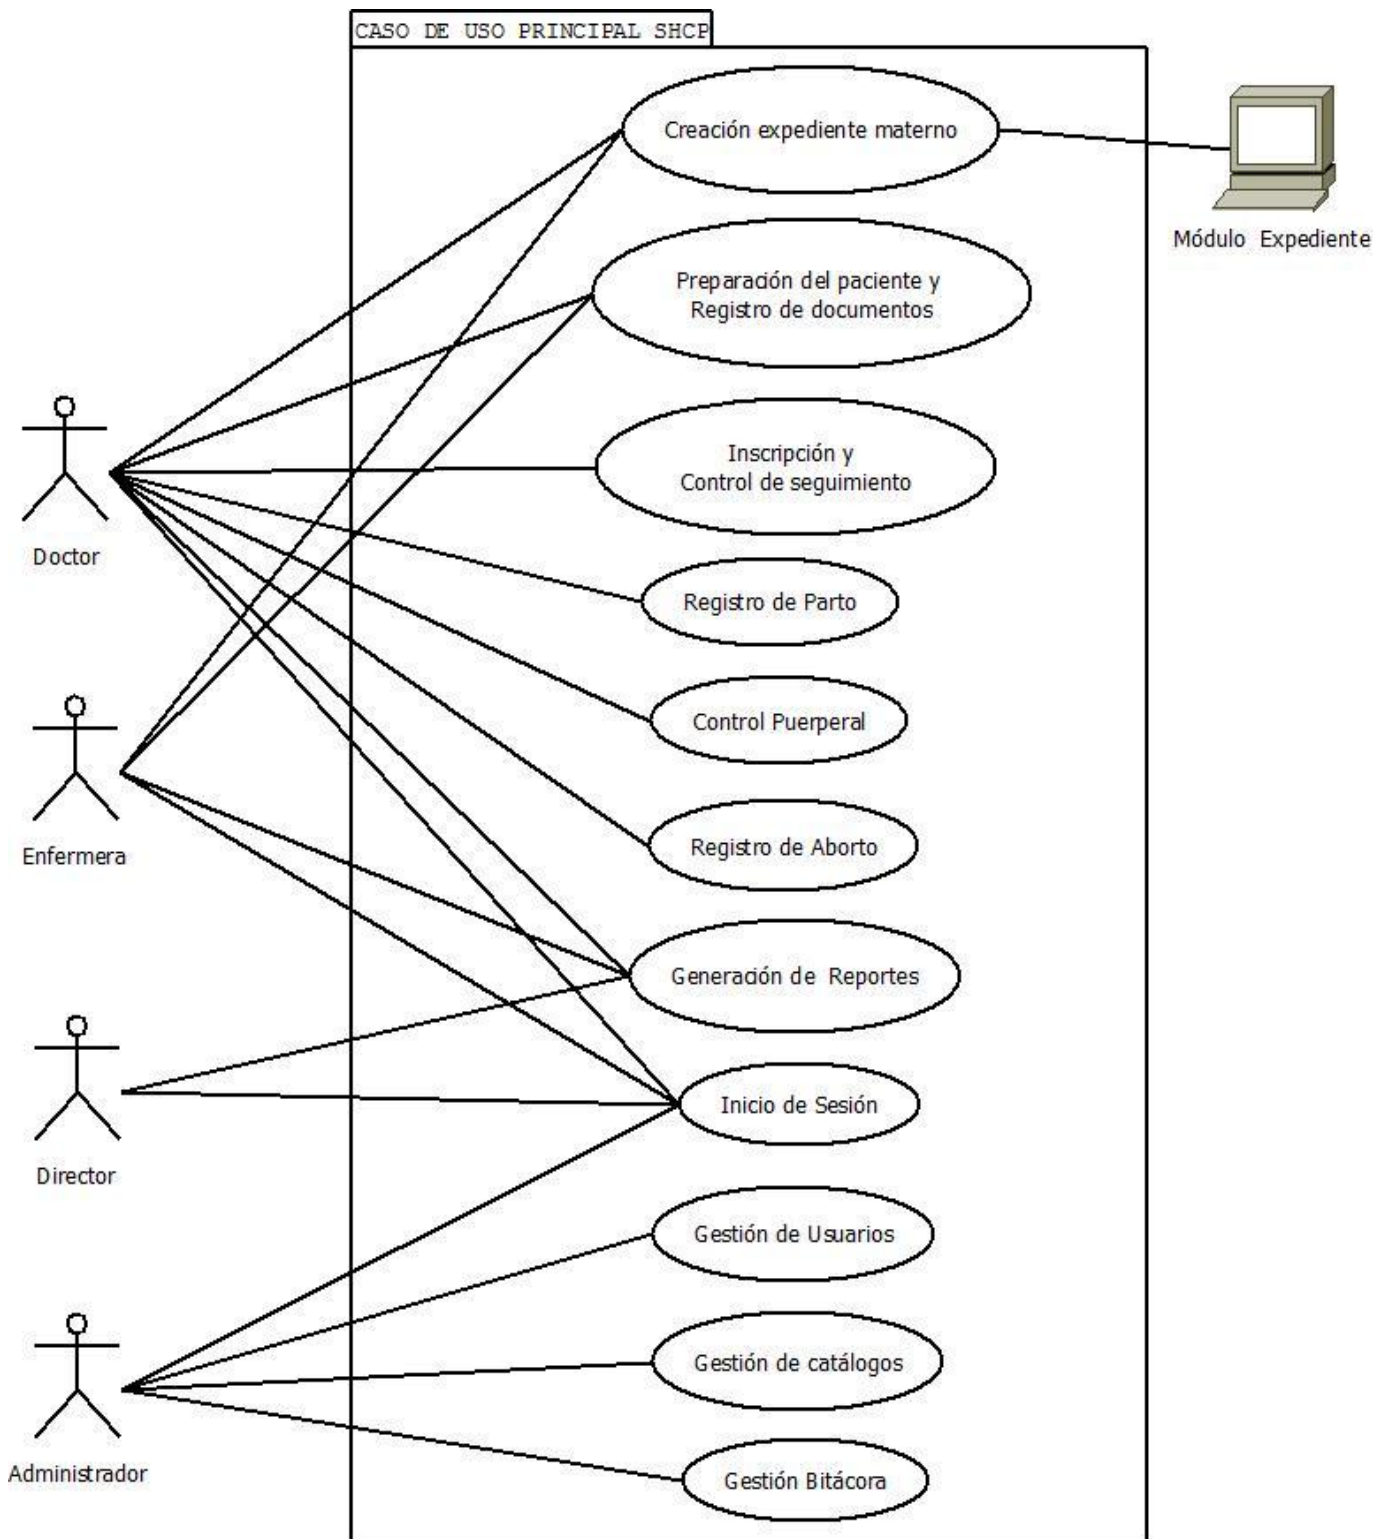 CASO DE USO PRINCIPAL SHCP
Creación expediente materno
Módulo Expediente
Preparación del paciente y
Registro de documentos
Inscripción y
Control de seguimiento
Doctor
Registro de Parto
Control Puerperal
Enfermera
Registro de Aborto
Generación de Reportes
Inicio de Sesión
Director
Gestión de Usuarios
Gestión de catálogos
Administrador
Gestión Bitácora